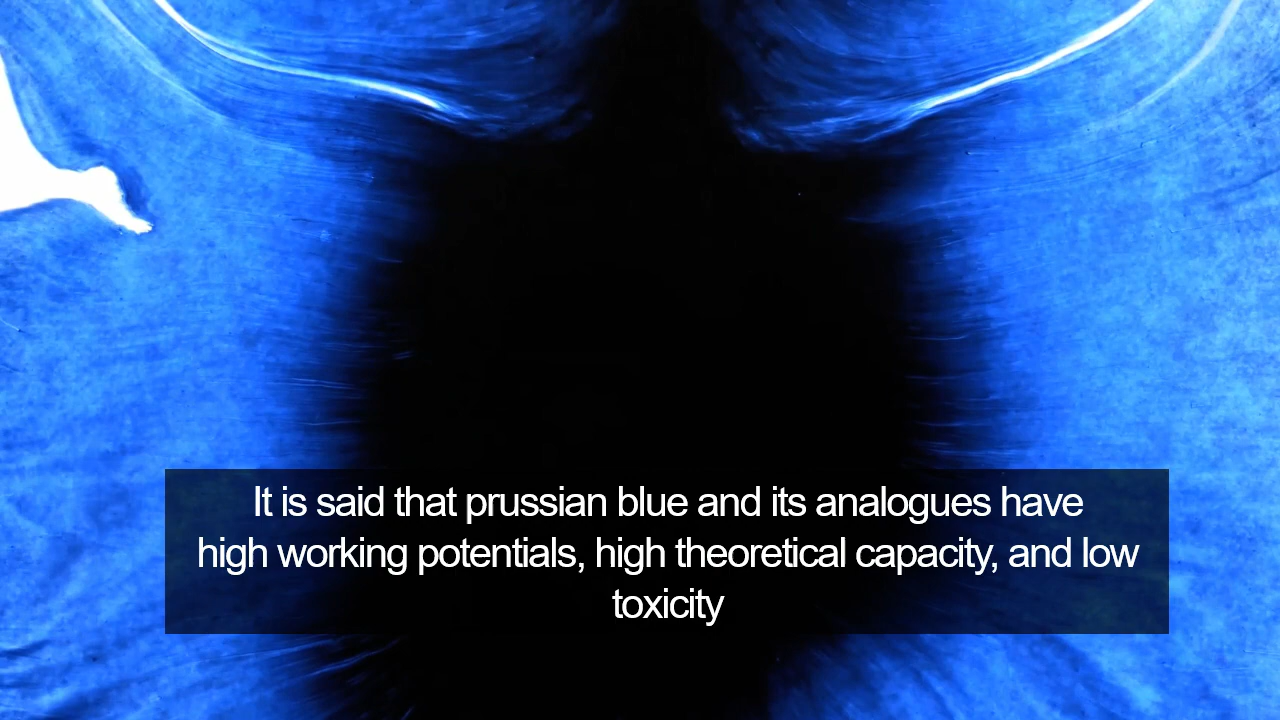 It is said that prussian blue and its analogues have
high working potentials, high theoretical capacity, and low
toxicity